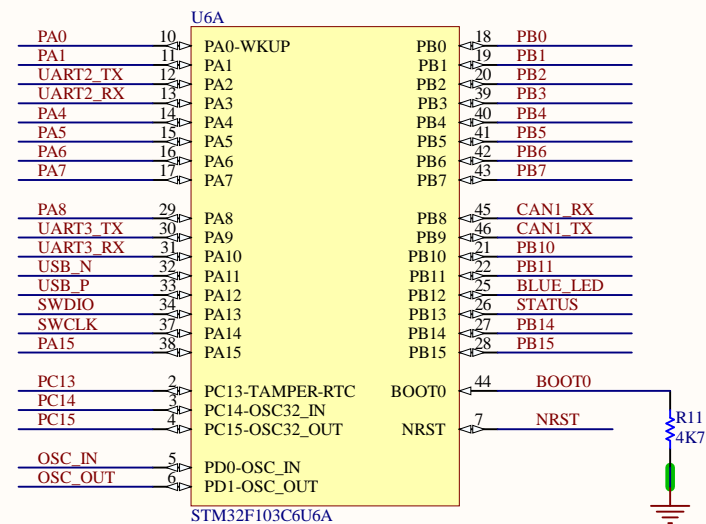 U6A
PA0 10 PA0-WKUP PB0 18 PB0
PA1 11 PA1 PB1 19 PB1
UART2_TX 12 PA2 PB2 20 PB2
UART2_RX 13 PA3 PB3 39 PB3
PA4 14 PA4 PB4 40 PB4
PA5 15 PA5 PB5 41 PB5
PA6 16 PA6 PB6 42 PB6
PA7 17 PA7 PB7 43 PB7
PA8 29 PA8 PB8 45 CAN1_RX
UART3_TX 30 PA9 PB9 46 CAN1_TX
UART3_RX 31 PA10 PB10 21 PB10
USB_N 32 PA11 PB11 22 PB11
USB_P 33 PA12 PB12 25 BLUE_LED
SWDIO 34 PA13 PB13 26 STATUS
SWCLK 37 PA14 PB14 27 PB14
PA15 38 PA15 PB15 28 PB15
PC13 2 PC13-TAMPER-RTC BOOT0 44 BOOT0
PC14 3 PC14-OSC32_IN
PC15 4 PC15-OSC32_OUT NRST 7 NRST
R11
4K7
OSC_IN 5 PD0-OSC_IN
OSC_OUT 6 PD1-OSC_OUT
STM32F103C6U6A